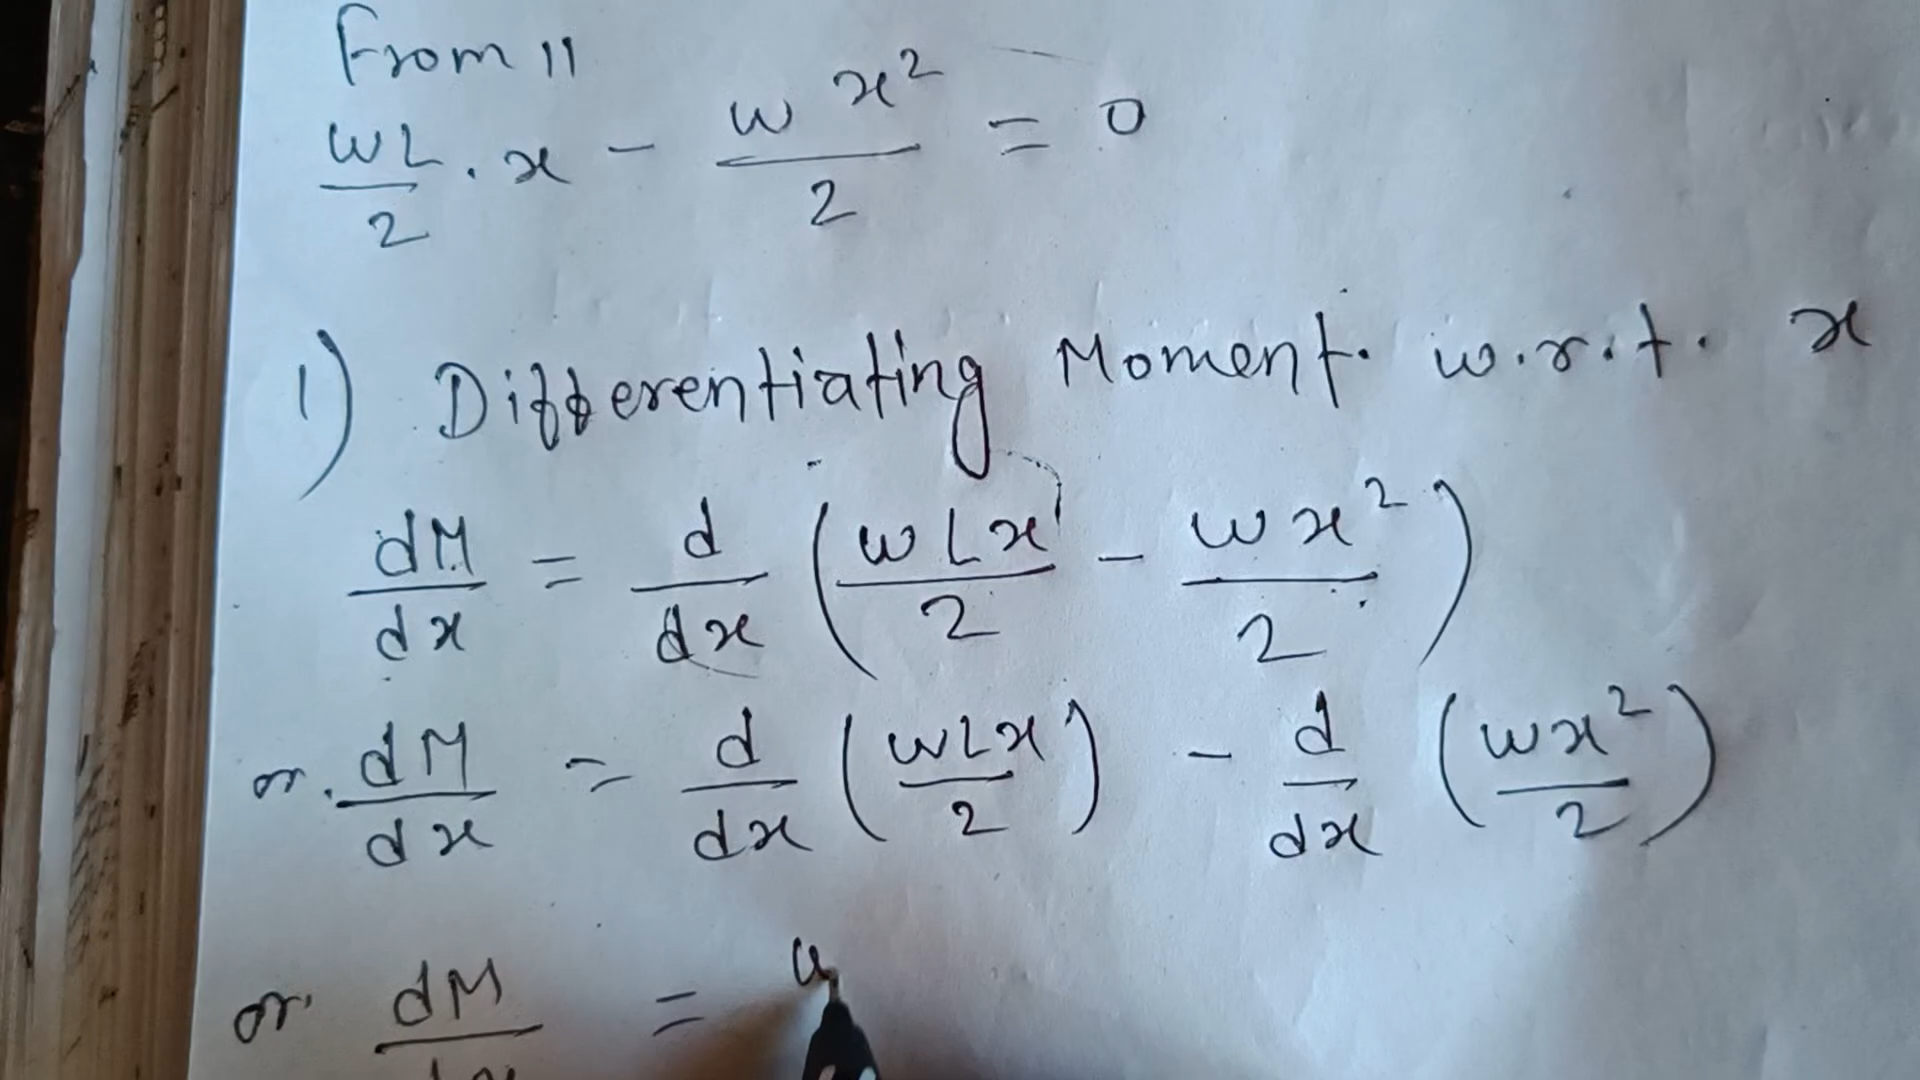 From 11
wL/2 . x - w x²/2 = 0
1) Differentiating Moment. w.r.t. x
dM/dx = d/dx (wLx/2 - wx²/2)
or. dM/dx = d/dx (wLx/2) - d/dx (wx²/2)
or. dM/dx =